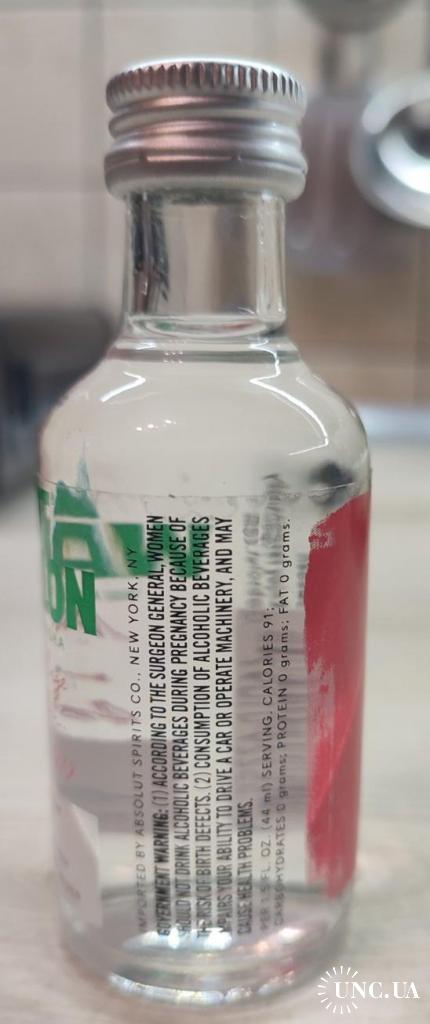 ON
IMPORTED BY ABSOLUT SPIRITS CO., NEW YORK, NY
GOVERNMENT WARNING: (1) ACCORDING TO THE SURGEON GENERAL, WOMEN
SHOULD NOT DRINK ALCOHOLIC BEVERAGES DURING PREGNANCY BECAUSE OF
THE RISK OF BIRTH DEFECTS. (2) CONSUMPTION OF ALCOHOLIC BEVERAGES
IMPAIRS YOUR ABILITY TO DRIVE A CAR OR OPERATE MACHINERY, AND MAY
CAUSE HEALTH PROBLEMS.
PER 1.5 FL. OZ. (44 ml) SERVING, CALORIES 91;
CARBOHYDRATES 0 grams; PROTEIN 0 grams; FAT 0 grams.
UNC.UA